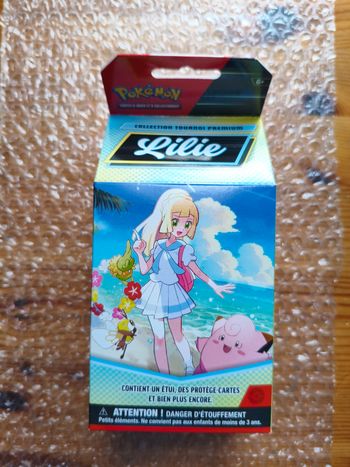 POKÉMON
6+
COLLECTION TOURNOI PREMIUM
Lilie
CONTIENT UN ÉTUI, DES PROTÈGE-CARTES
ET BIEN PLUS ENCORE.
ATTENTION ! DANGER D'ÉTOUFFEMENT
Petits éléments. Ne convient pas aux enfants de moins de 3 ans.